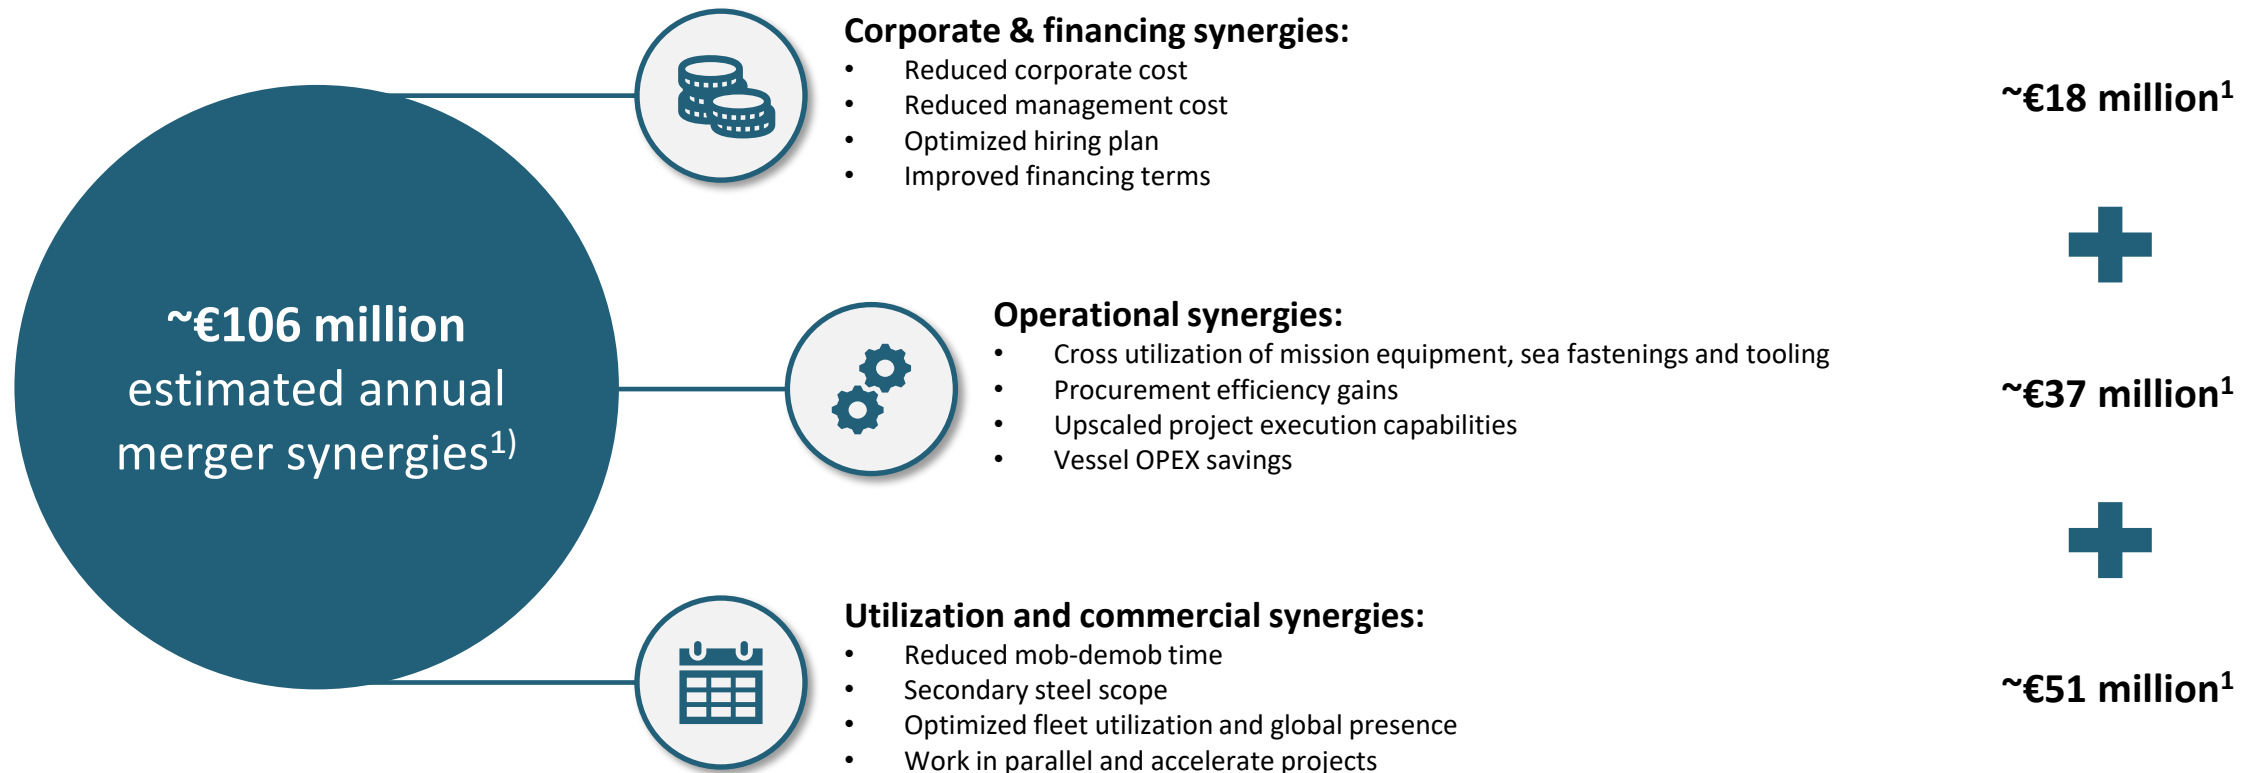 Corporate & financing synergies:
• Reduced corporate cost
• Reduced management cost
• Optimized hiring plan
• Improved financing terms
~€18 million¹
~€106 million
estimated annual
merger synergies¹⁾
Operational synergies:
• Cross utilization of mission equipment, sea fastenings and tooling
• Procurement efficiency gains
• Upscaled project execution capabilities
• Vessel OPEX savings
~€37 million¹
Utilization and commercial synergies:
• Reduced mob-demob time
• Secondary steel scope
• Optimized fleet utilization and global presence
• Work in parallel and accelerate projects
~€51 million¹